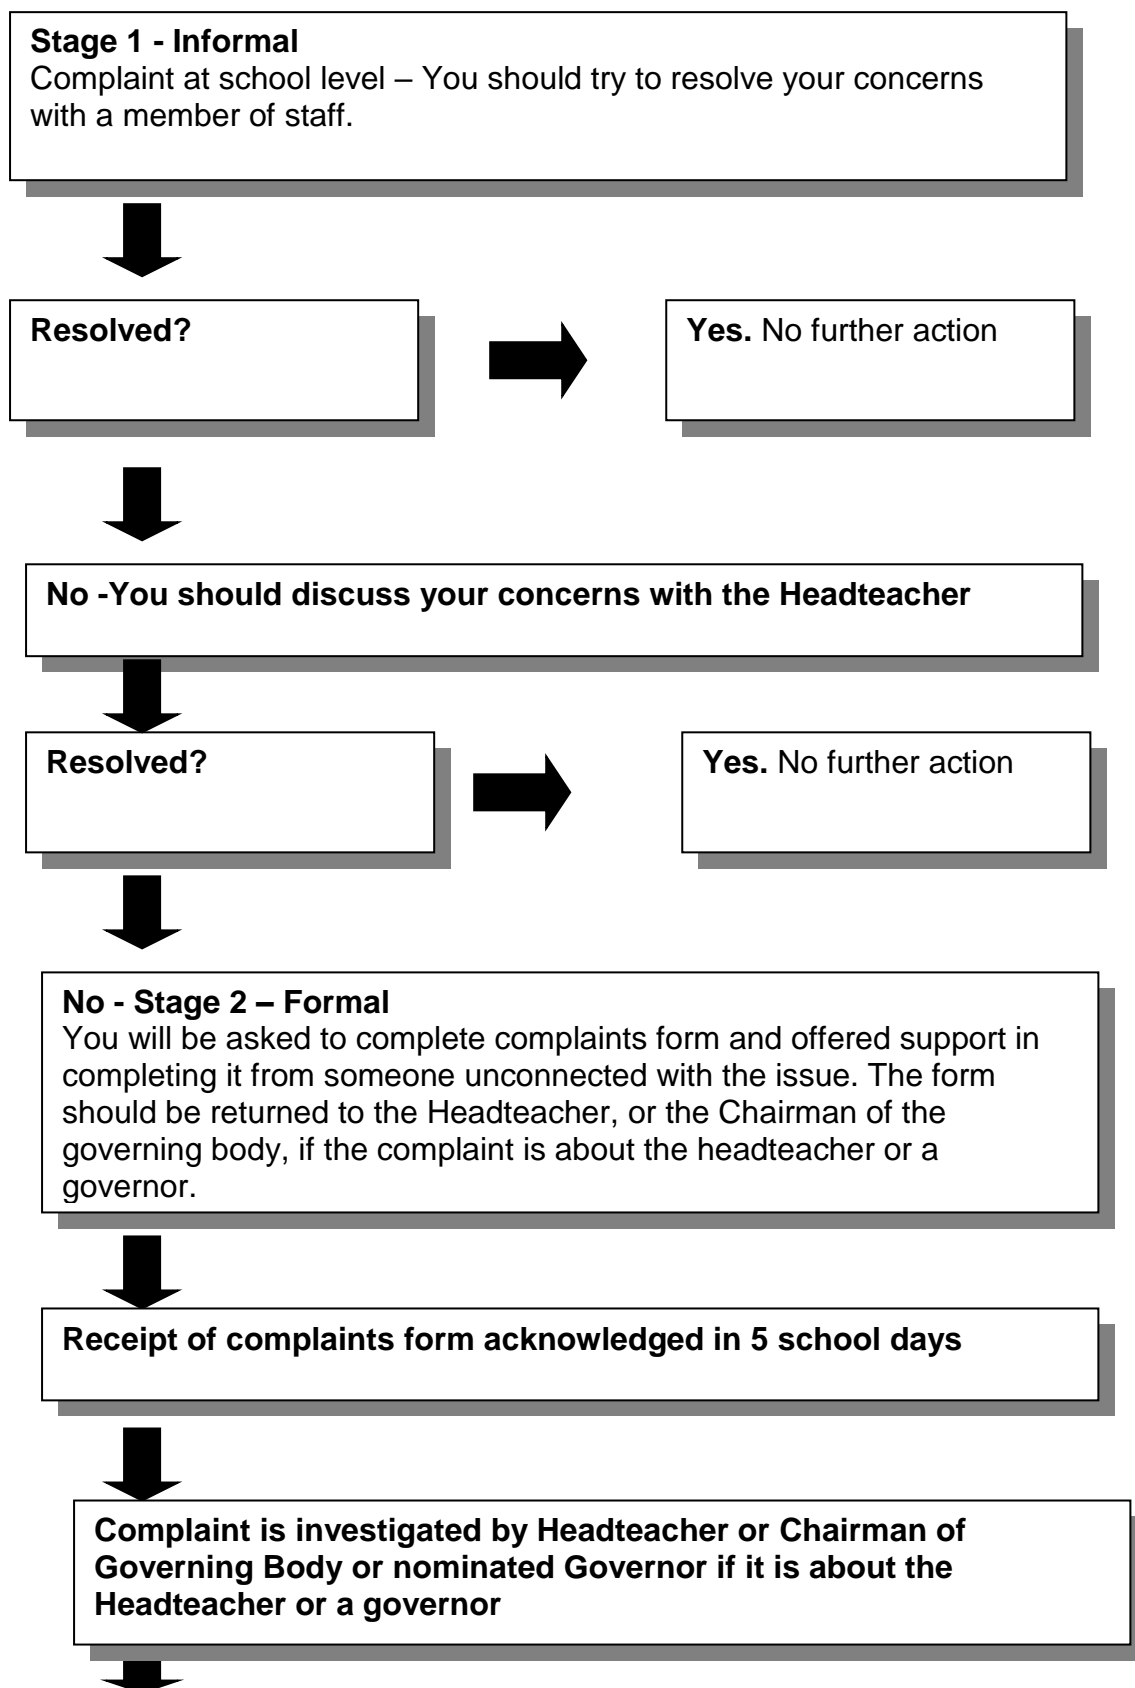 Stage 1 - Informal
Complaint at school level – You should try to resolve your concerns
with a member of staff.
Resolved?
Yes. No further action
No -You should discuss your concerns with the Headteacher
Resolved?
Yes. No further action
No - Stage 2 – Formal
You will be asked to complete complaints form and offered support in
completing it from someone unconnected with the issue. The form
should be returned to the Headteacher, or the Chairman of the
governing body, if the complaint is about the headteacher or a
governor.
Receipt of complaints form acknowledged in 5 school days
Complaint is investigated by Headteacher or Chairman of
Governing Body or nominated Governor if it is about the
Headteacher or a governor